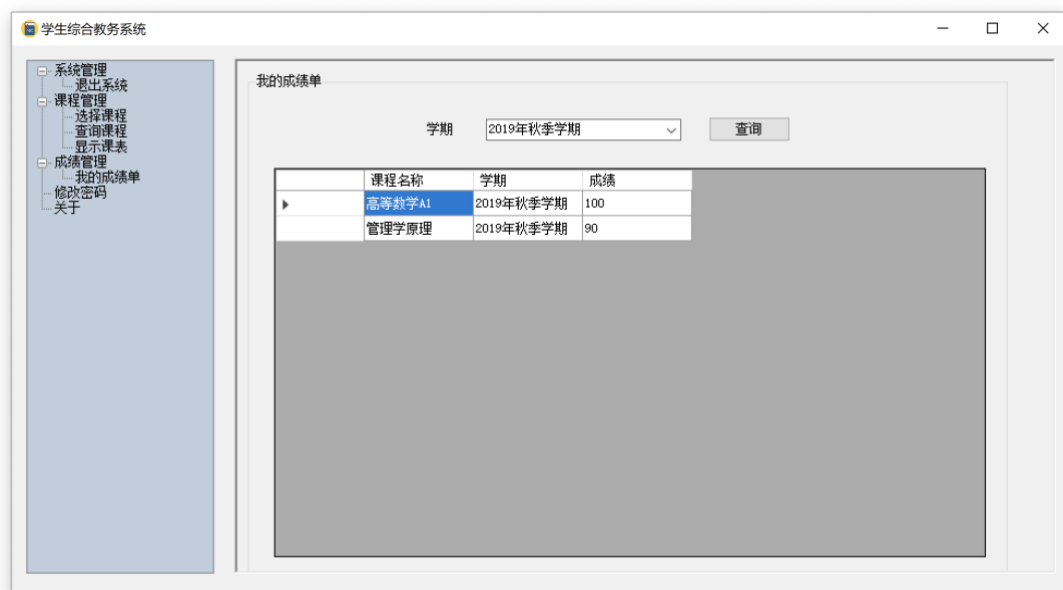 学生综合教务系统
系统管理
退出系统
课程管理
选择课程
查询课程
显示课表
成绩管理
我的成绩单
修改密码
关于
我的成绩单
学期 2019年秋季学期 查询
课程名称 学期 成绩
高等数学A1 2019年秋季学期 100
管理学原理 2019年秋季学期 90